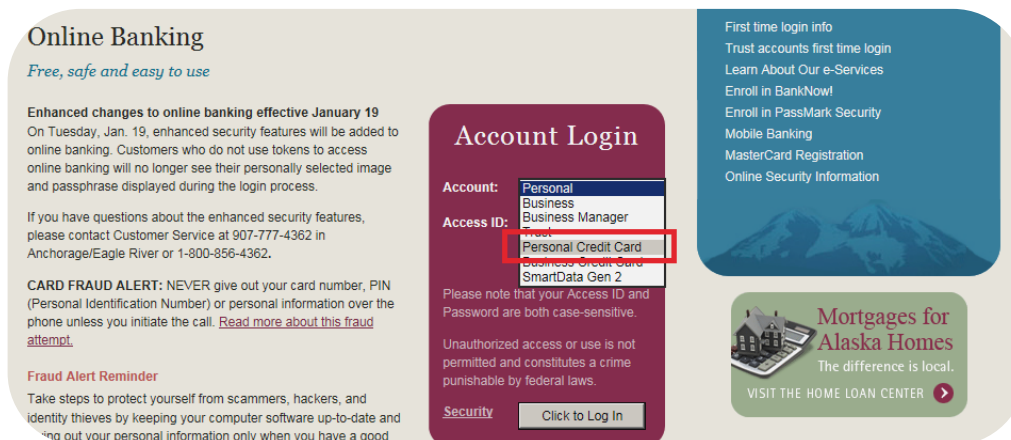 Online Banking
Free, safe and easy to use
Enhanced changes to online banking effective January 19
On Tuesday, Jan. 19, enhanced security features will be added to
online banking. Customers who do not use tokens to access
online banking will no longer see their personally selected image
and passphrase displayed during the login process.
If you have questions about the enhanced security features,
please contact Customer Service at 907-777-4362 in
Anchorage/Eagle River or 1-800-856-4362.
CARD FRAUD ALERT: NEVER give out your card number, PIN
(Personal Identification Number) or personal information over the
phone unless you initiate the call. Read more about this fraud
attempt.
Fraud Alert Reminder
Take steps to protect yourself from scammers, hackers, and
identity thieves by keeping your computer software up-to-date and
out your personal information only when you have a good
Account Login
Account:
Personal
Business
Access ID:
Business Manager
Trust
Personal Credit Card
Business Credit Card
SmartData Gen 2
Please note that your Access ID and
Password are both case-sensitive.
Unauthorized access or use is not
permitted and constitutes a crime
punishable by federal laws.
Security
Click to Log In
First time login info
Trust accounts first time login
Learn About Our e-Services
Enroll in BankNow!
Enroll in PassMark Security
Mobile Banking
MasterCard Registration
Online Security Information
Mortgages for
Alaska Homes
The difference is local.
VISIT THE HOME LOAN CENTER